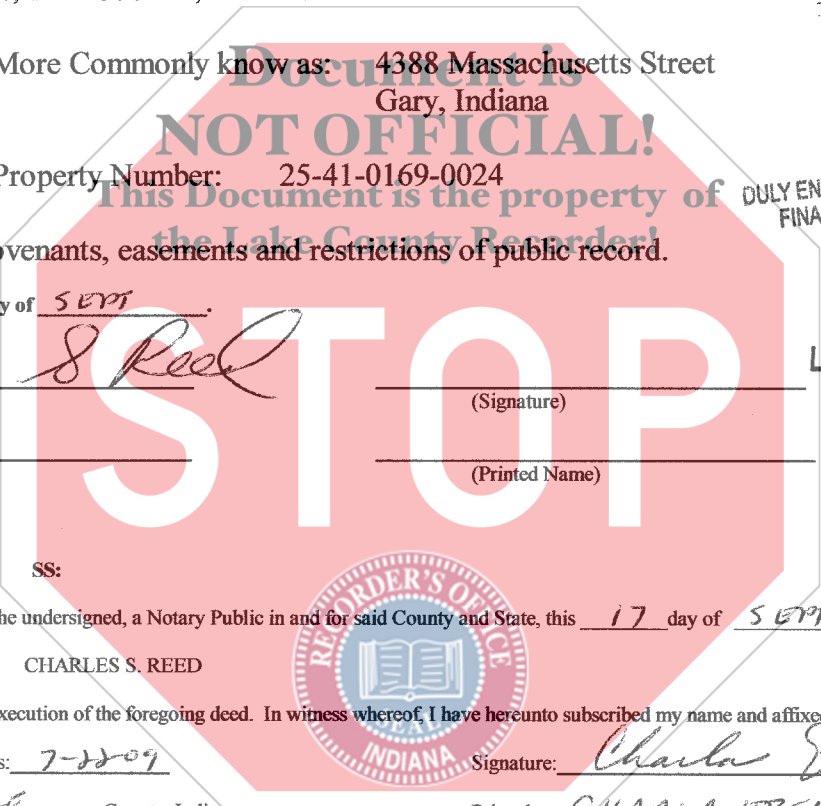 More Commonly know as: 4388 Massachusetts Street
Gary, Indiana
Document is
NOT OFFICIAL!
Property Number: 25-41-0169-0024
This Document is the property of
the Lake County Recorder!
DULY EN
FINA
ovenants, easements and restrictions of public record.
y of SEPT.
S Reed
STOP
(Signature)
(Printed Name)
SS:
he undersigned, a Notary Public in and for said County and State, this 17 day of SEPT
CHARLES S. REED
xecution of the foregoing deed. In witness whereof, I have hereunto subscribed my name and affixe
s: 7-22-09
Signature: Charla
RECORDER'S OFFICE
SEAL
INDIANA